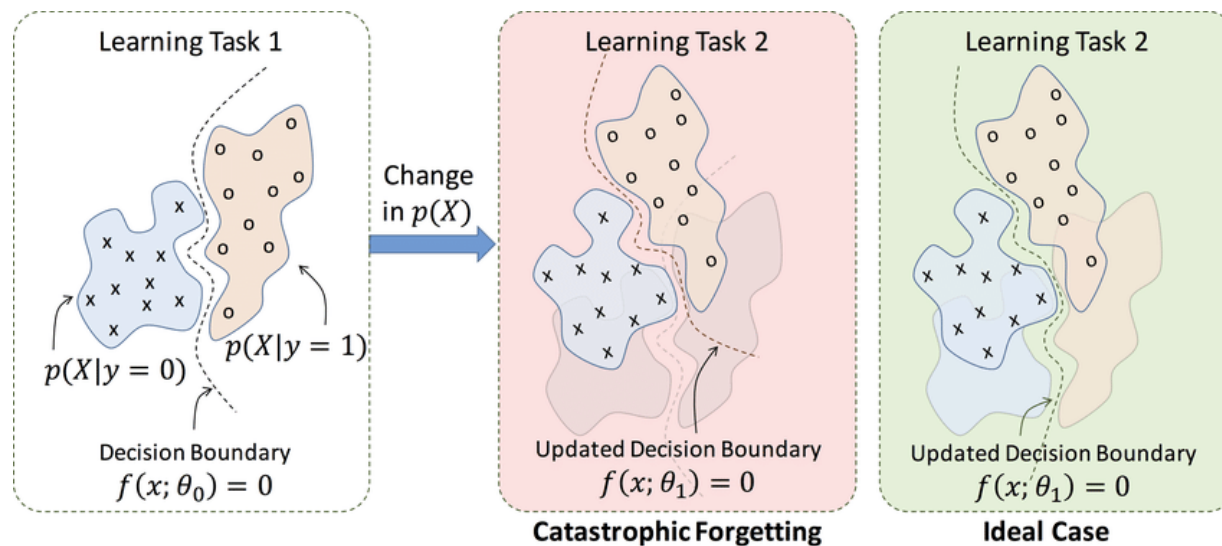 Learning Task 1
p(X|y = 0)
p(X|y = 1)
Decision Boundary
f(x; θ₀) = 0
Change
in p(X)
Learning Task 2
Updated Decision Boundary
f(x; θ₁) = 0
Catastrophic Forgetting
Learning Task 2
Updated Decision Boundary
f(x; θ₁) = 0
Ideal Case